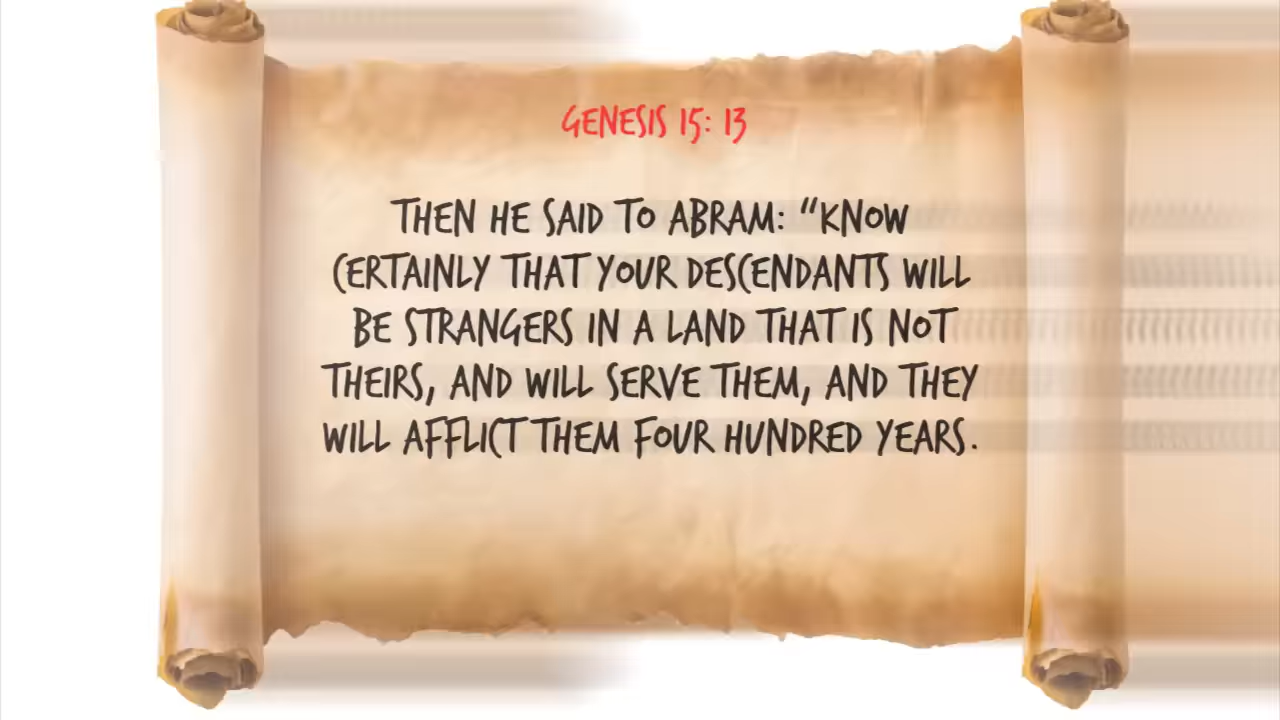 GENESIS 15: 13
THEN HE SAID TO ABRAM: “KNOW
CERTAINLY THAT YOUR DESCENDANTS WILL
BE STRANGERS IN A LAND THAT IS NOT
THEIRS, AND WILL SERVE THEM, AND THEY
WILL AFFLICT THEM FOUR HUNDRED YEARS.